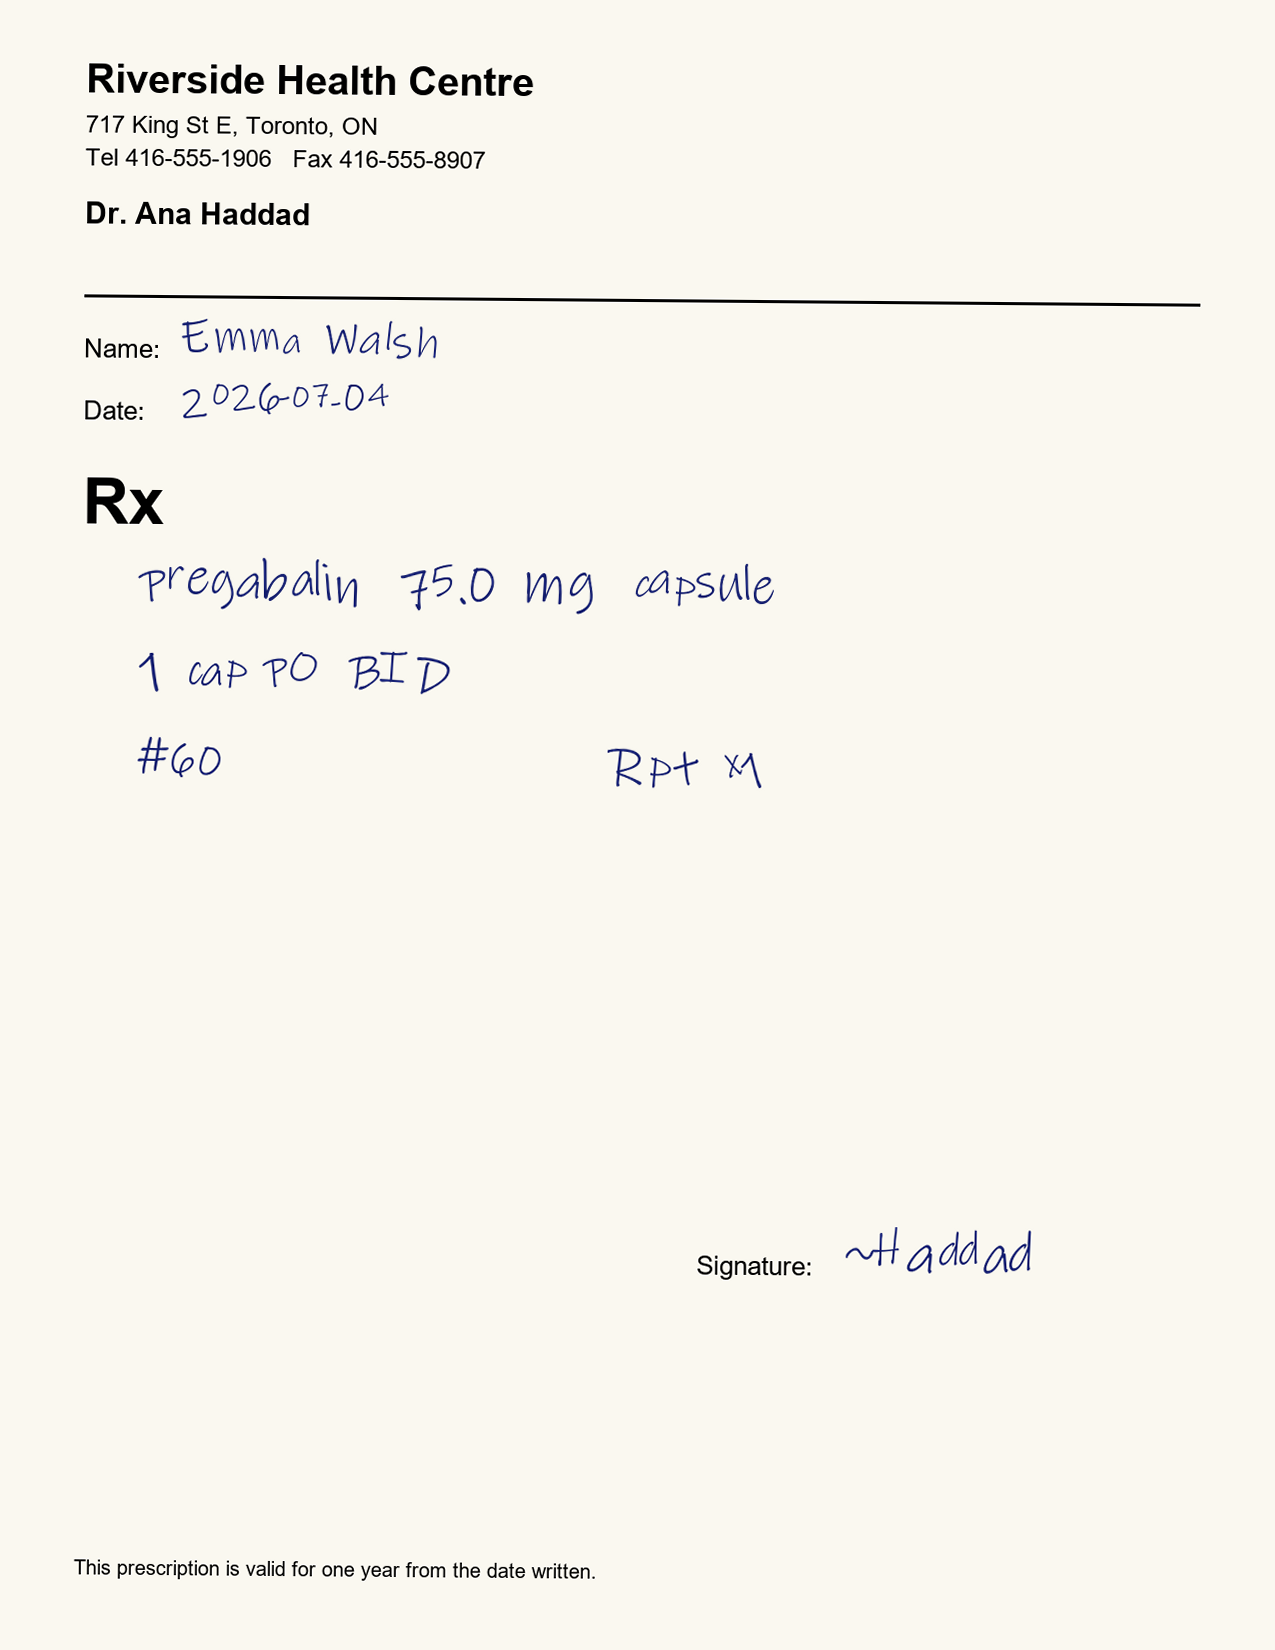 Riverside Health Centre
717 King St E, Toronto, ON
Tel 416-555-1906 Fax 416-555-8907
Dr. Ana Haddad
Name: Emma Walsh
Date: 2026-07-04
Rx
pregabalin 75.0 mg capsule
1 cap PO BID
#60 Rpt x1
Signature: ~Haddad
This prescription is valid for one year from the date written.